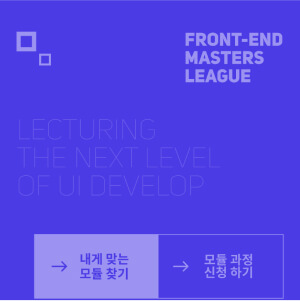 FRONT-END
MASTERS
LEAGUE
LECTURING
THE NEXT LEVEL
OF UI DEVELOP
내게 맞는
모듈 찾기
모듈 과정
신청 하기